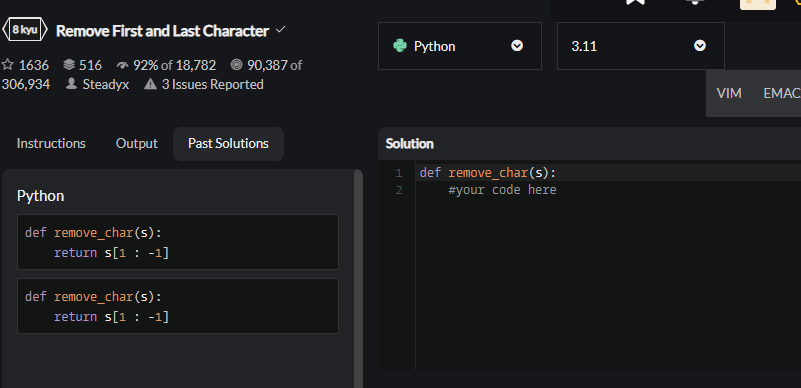 8 kyu Remove First and Last Character
1636 516 92% of 18,782 90,387 of
306,934 Steadyx 3 Issues Reported
Python 3.11
VIM EMAC
Instructions Output Past Solutions
Python
def remove_char(s):
    return s[1 : -1]
def remove_char(s):
    return s[1 : -1]
Solution
1 def remove_char(s):
2     #your code here